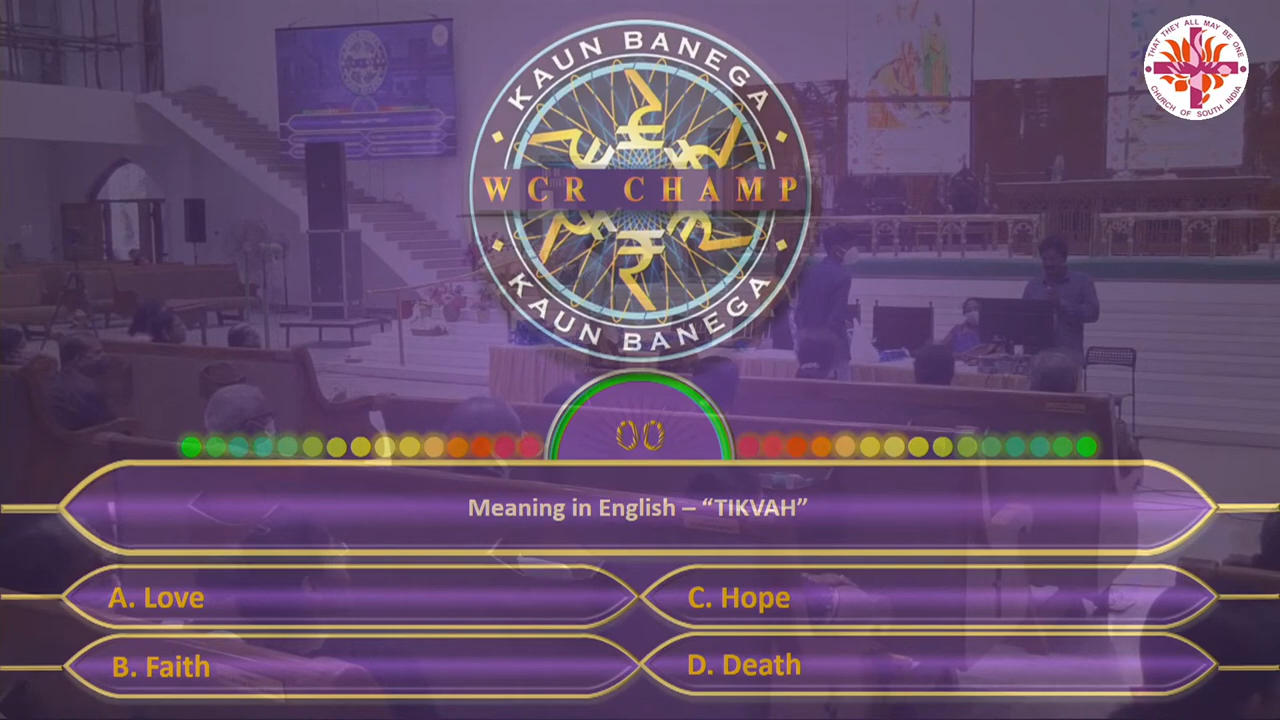 KAUN BANEGA
WCR CHAMP
KAUN BANEGA
THAT THEY ALL MAY BE ONE
CHURCH OF SOUTH INDIA
00
Meaning in English – “TIKVAH”
A. Love
C. Hope
B. Faith
D. Death